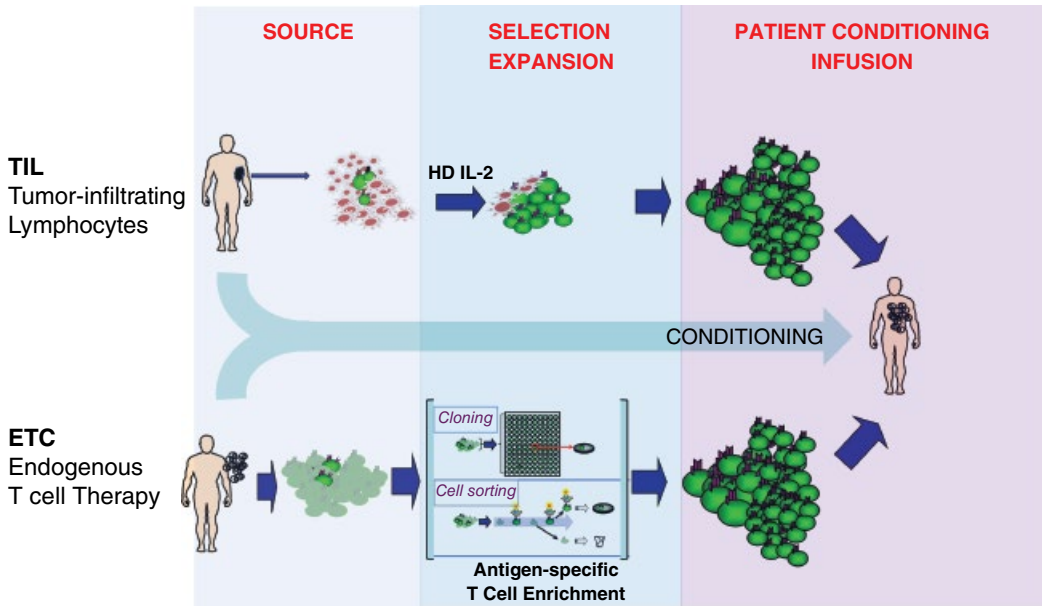 SOURCE
SELECTION
EXPANSION
PATIENT CONDITIONING
INFUSION
TIL
Tumor-infiltrating
Lymphocytes
HD IL-2
CONDITIONING
ETC
Endogenous
T cell Therapy
Cloning
Cell sorting
Antigen-specific
T Cell Enrichment